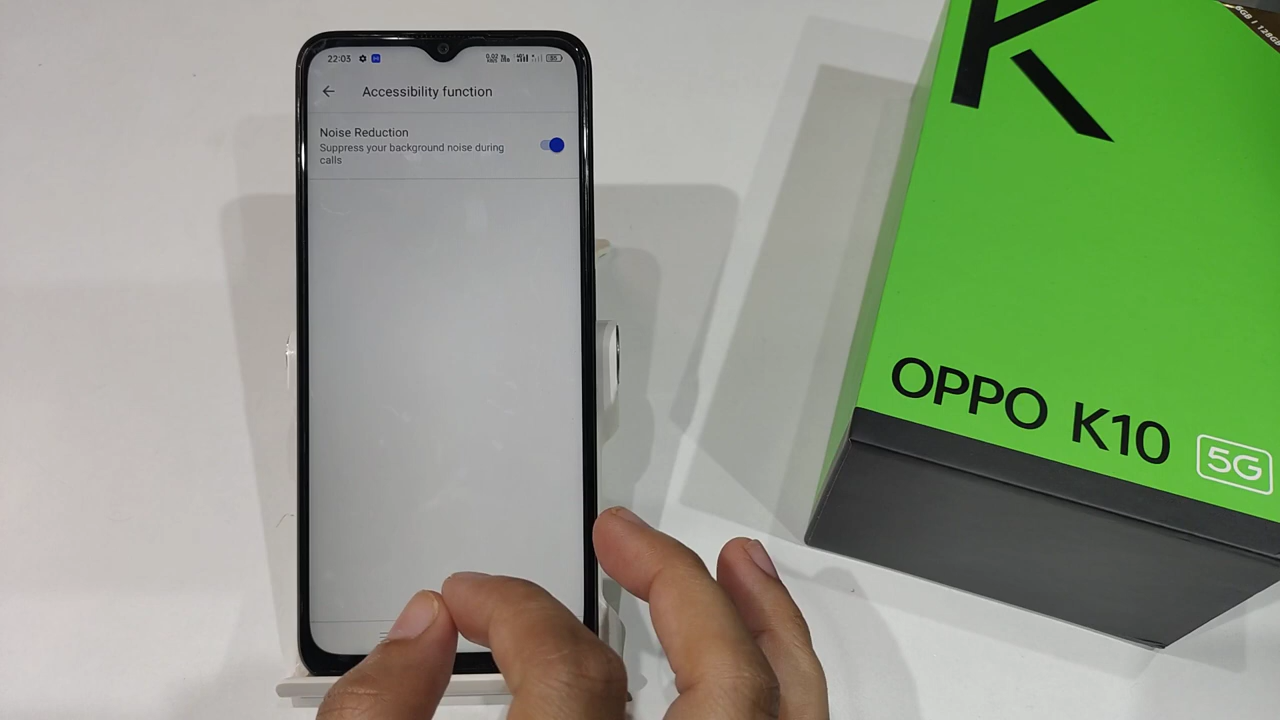 22:03
Accessibility function
Noise Reduction
Suppress your background noise during
calls
K
OPPO K10 5G